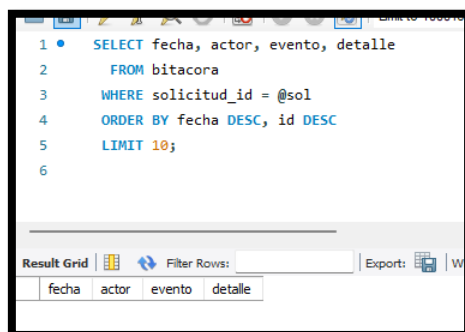 1 SELECT fecha, actor, evento, detalle
2 FROM bitacora
3 WHERE solicitud_id = @sol
4 ORDER BY fecha DESC, id DESC
5 LIMIT 10;
6
Result Grid Filter Rows: Export:
fecha actor evento detalle